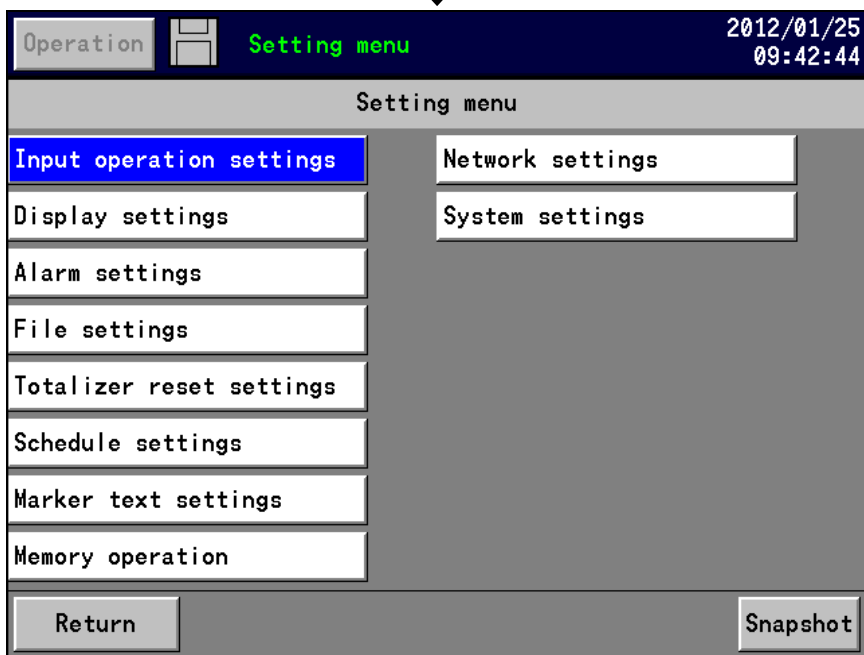 Operation
Setting menu
2012/01/25
09:42:44
Setting menu
Input operation settings
Display settings
Alarm settings
File settings
Totalizer reset settings
Schedule settings
Marker text settings
Memory operation
Network settings
System settings
Return
Snapshot